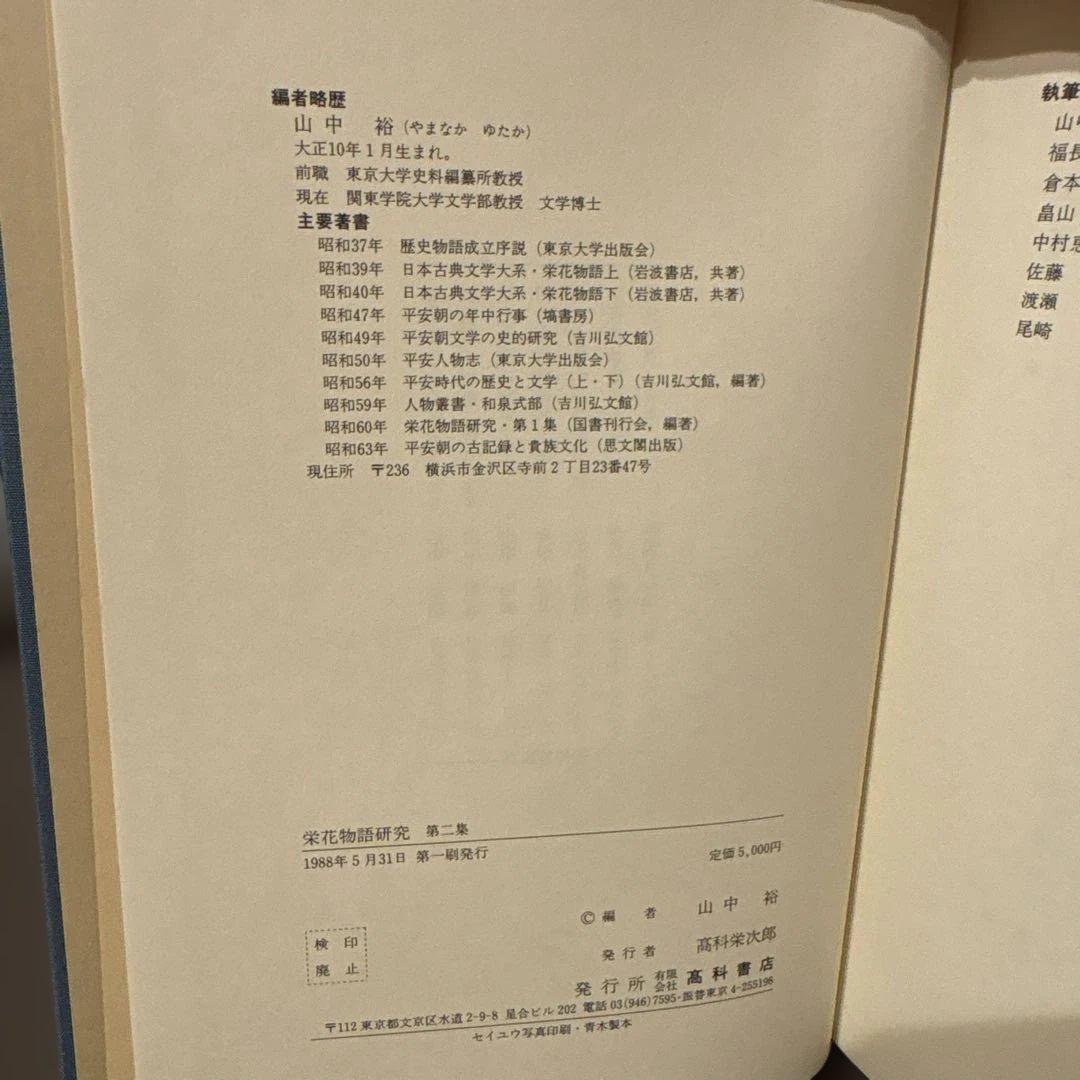 編者略歴
山中　裕（やまなか　ゆたか）
大正10年1月生まれ。
前職　東京大学史料編纂所教授
現在　関東学院大学文学部教授　文学博士
主要著書
昭和37年　歴史物語成立序説（東京大学出版会）
昭和39年　日本古典文学大系・栄花物語上（岩波書店，共著）
昭和40年　日本古典文学大系・栄花物語下（岩波書店，共著）
昭和47年　平安朝の年中行事（塙書房）
昭和49年　平安朝文学の史的研究（吉川弘文館）
昭和50年　平安人物志（東京大学出版会）
昭和56年　平安時代の歴史と文学（上・下）（吉川弘文館，編著）
昭和59年　人物叢書・和泉式部（吉川弘文館）
昭和60年　栄花物語研究・第1集（国書刊行会，編著）
昭和63年　平安朝の古記録と貴族文化（思文閣出版）
現住所　〒236　横浜市金沢区寺前2丁目23番47号
栄花物語研究　第二集
1988年5月31日　第一刷発行
定価5,000円
©編　者　山中　裕
発行者　髙科栄次郎
発行所　有限会社　髙科書店
検印
廃止
〒112 東京都文京区水道2-9-8 星合ビル202 電話03(946)7595・振替東京4-255196
セイユウ写真印刷・青木製本
執筆
山
福長
倉本
畠山
中村恵
佐藤
渡瀬
尾崎